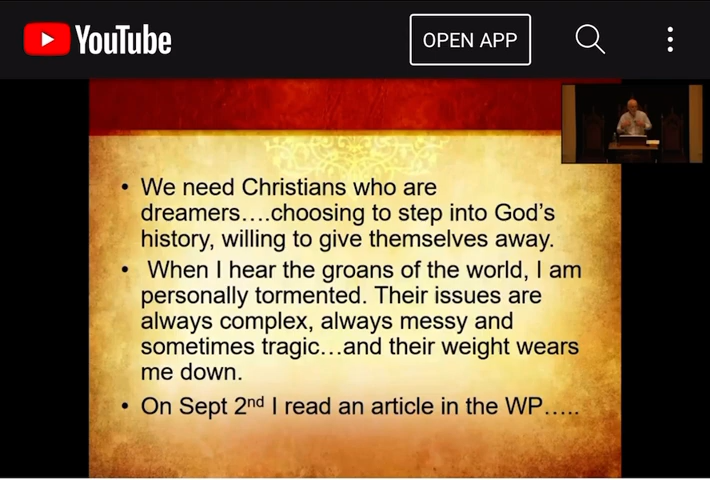 YouTube
OPEN APP
• We need Christians who are
dreamers....choosing to step into God's
history, willing to give themselves away.
• When I hear the groans of the world, I am
personally tormented. Their issues are
always complex, always messy and
sometimes tragic...and their weight wears
me down.
• On Sept 2nd I read an article in the WP.....